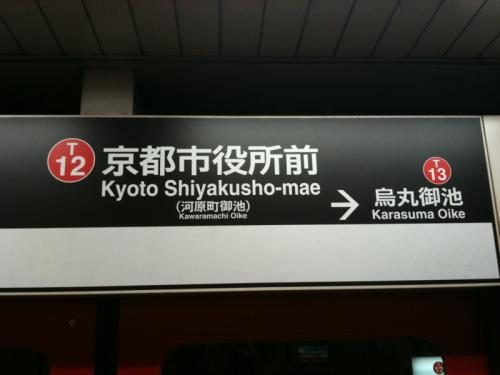 T
12
京都市役所前
Kyoto Shiyakusho-mae
(河原町御池)
Kawaramachi Oike
→
T
13
烏丸御池
Karasuma Oike